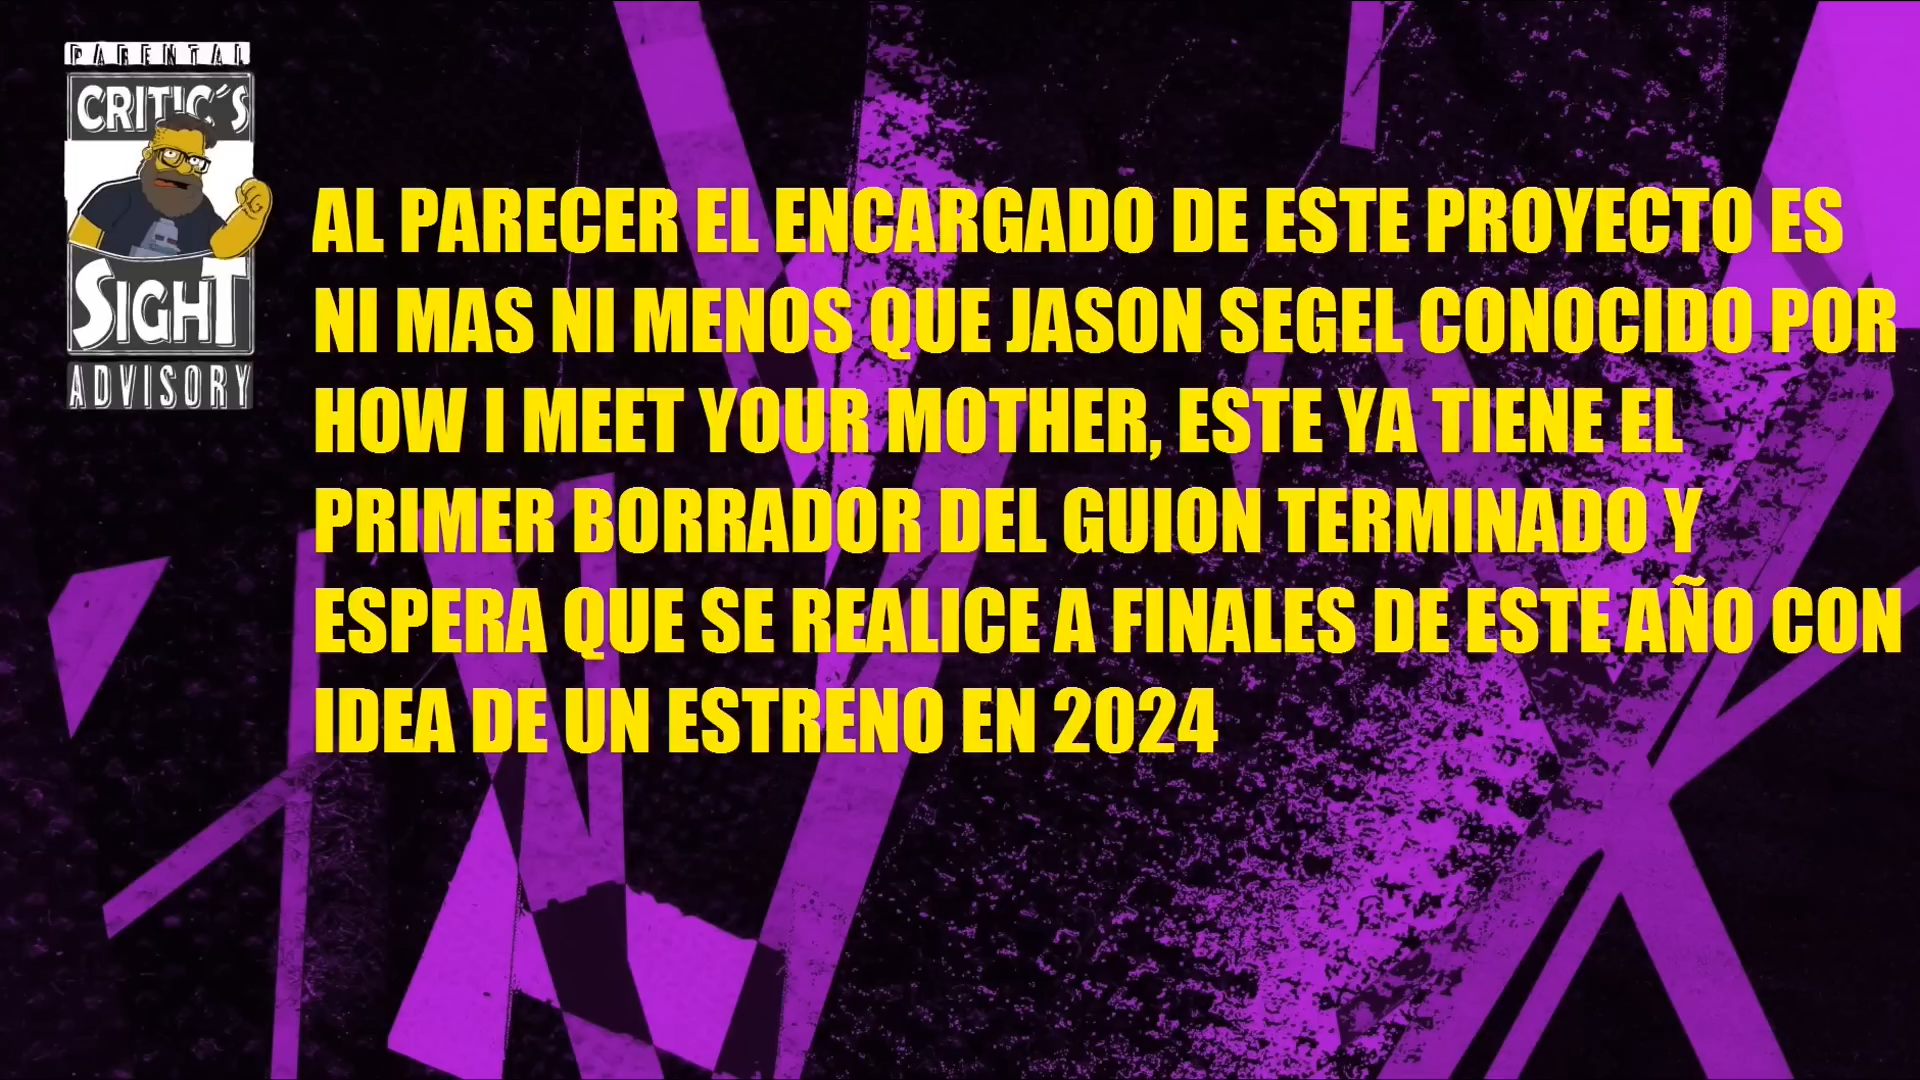 PARENTAL
CRITIC´S
SIGHT
ADVISORY
AL PARECER EL ENCARGADO DE ESTE PROYECTO ES
NI MAS NI MENOS QUE JASON SEGEL CONOCIDO POR
HOW I MEET YOUR MOTHER, ESTE YA TIENE EL
PRIMER BORRADOR DEL GUION TERMINADO Y
ESPERA QUE SE REALICE A FINALES DE ESTE AÑO CON
IDEA DE UN ESTRENO EN 2024